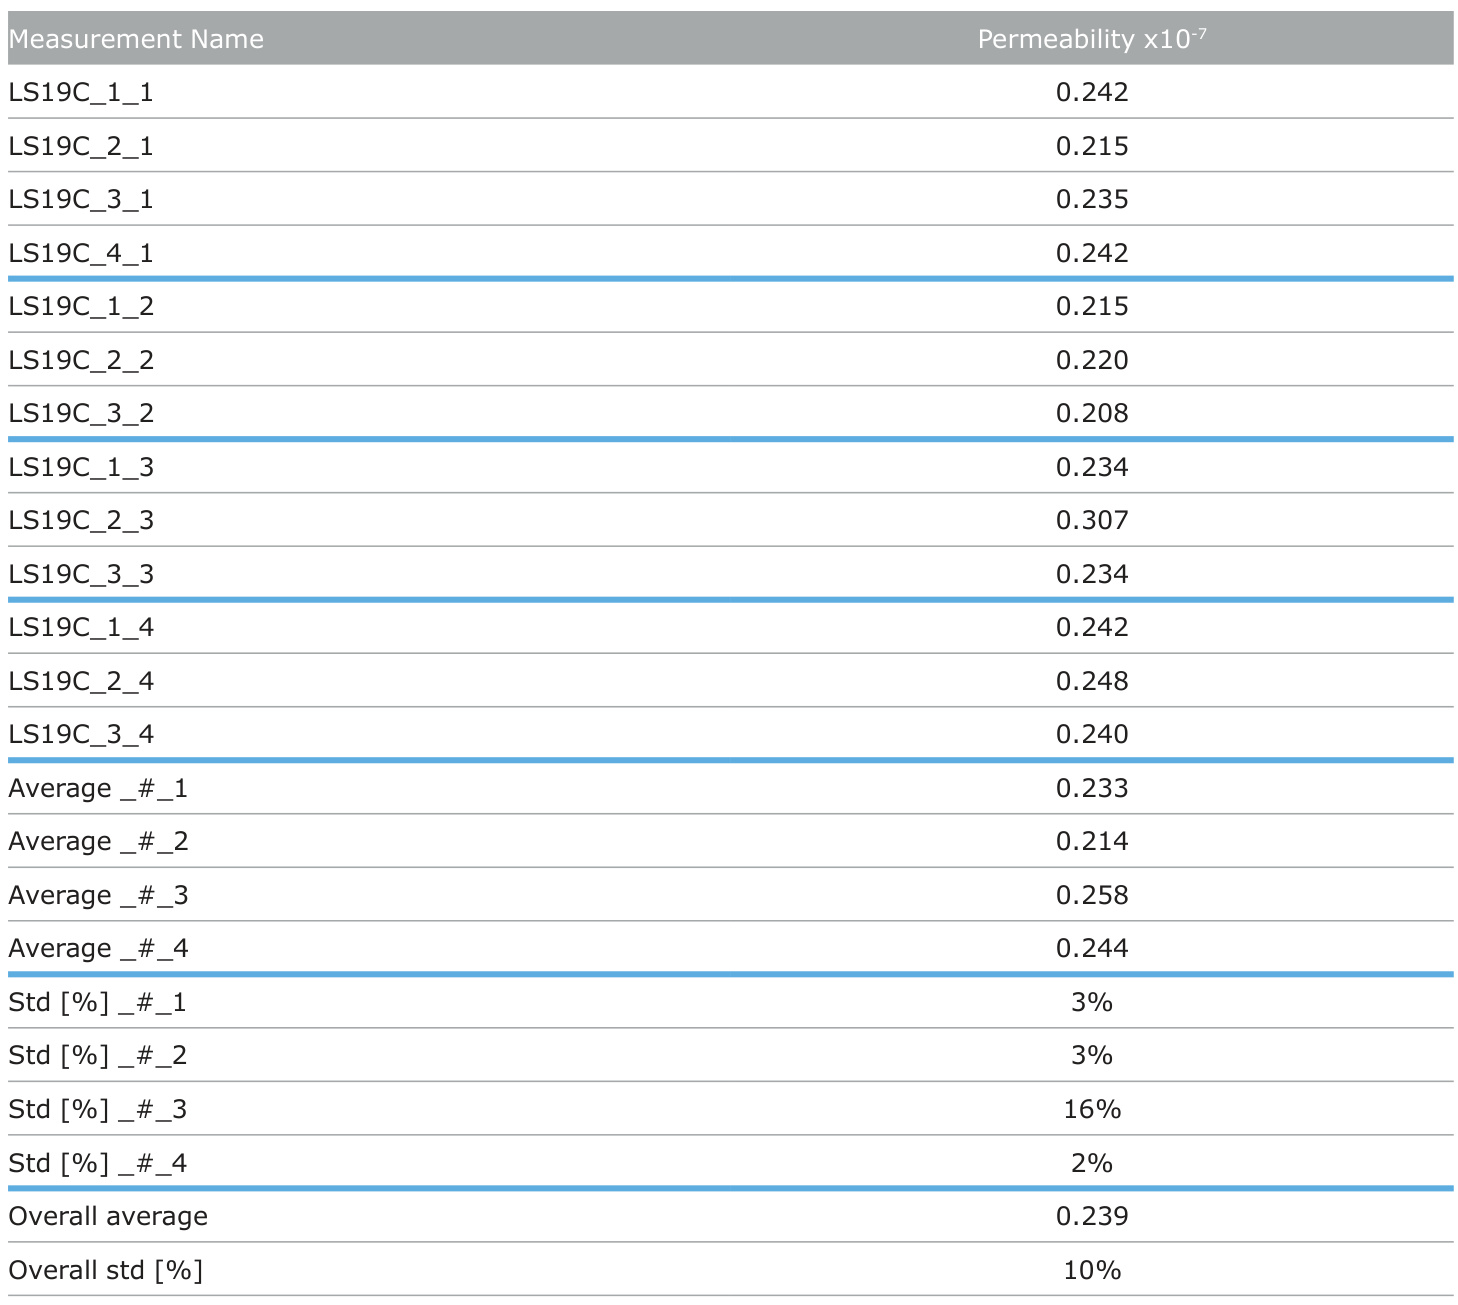 Measurement Name Permeability x10⁻⁷
LS19C_1_1 0.242
LS19C_2_1 0.215
LS19C_3_1 0.235
LS19C_4_1 0.242
LS19C_1_2 0.215
LS19C_2_2 0.220
LS19C_3_2 0.208
LS19C_1_3 0.234
LS19C_2_3 0.307
LS19C_3_3 0.234
LS19C_1_4 0.242
LS19C_2_4 0.248
LS19C_3_4 0.240
Average _#_1 0.233
Average _#_2 0.214
Average _#_3 0.258
Average _#_4 0.244
Std [%] _#_1 3%
Std [%] _#_2 3%
Std [%] _#_3 16%
Std [%] _#_4 2%
Overall average 0.239
Overall std [%] 10%